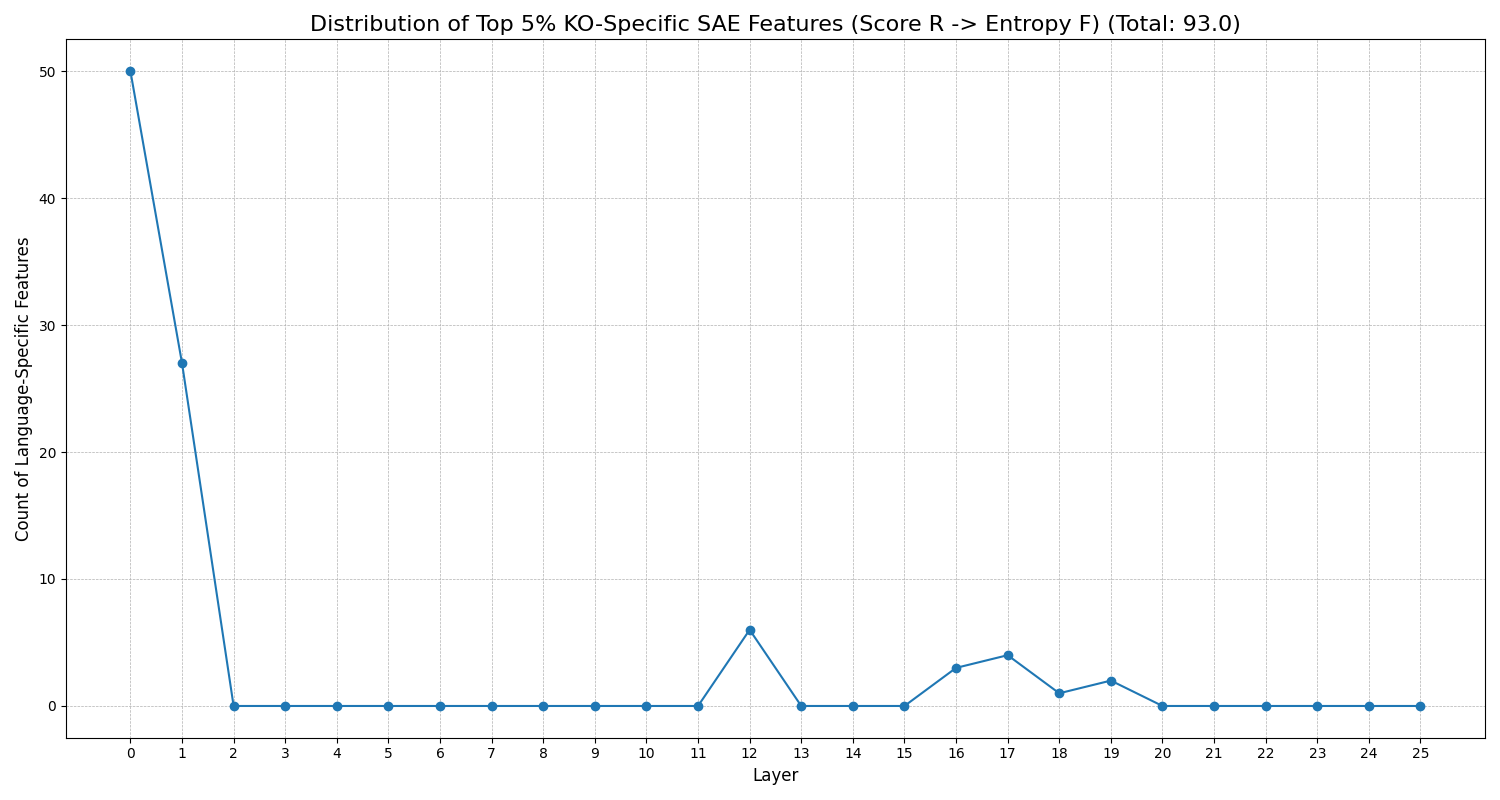 Distribution of Top 5% KO-Specific SAE Features (Score R -> Entropy F) (Total: 93.0)
Count of Language-Specific Features
50
40
30
20
10
0
0 1 2 3 4 5 6 7 8 9 10 11 12 13 14 15 16 17 18 19 20 21 22 23 24 25
Layer